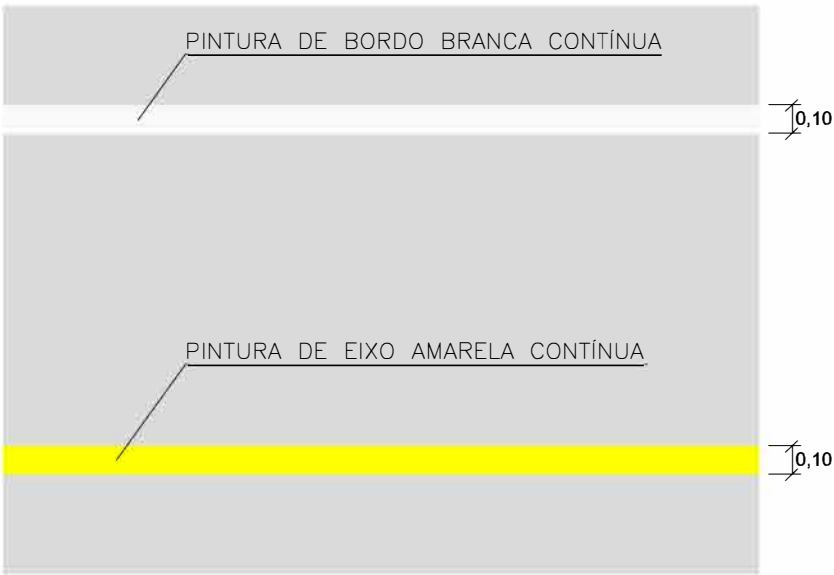 PINTURA DE BORDO BRANCA CONTÍNUA
0,10
PINTURA DE EIXO AMARELA CONTÍNUA
0,10